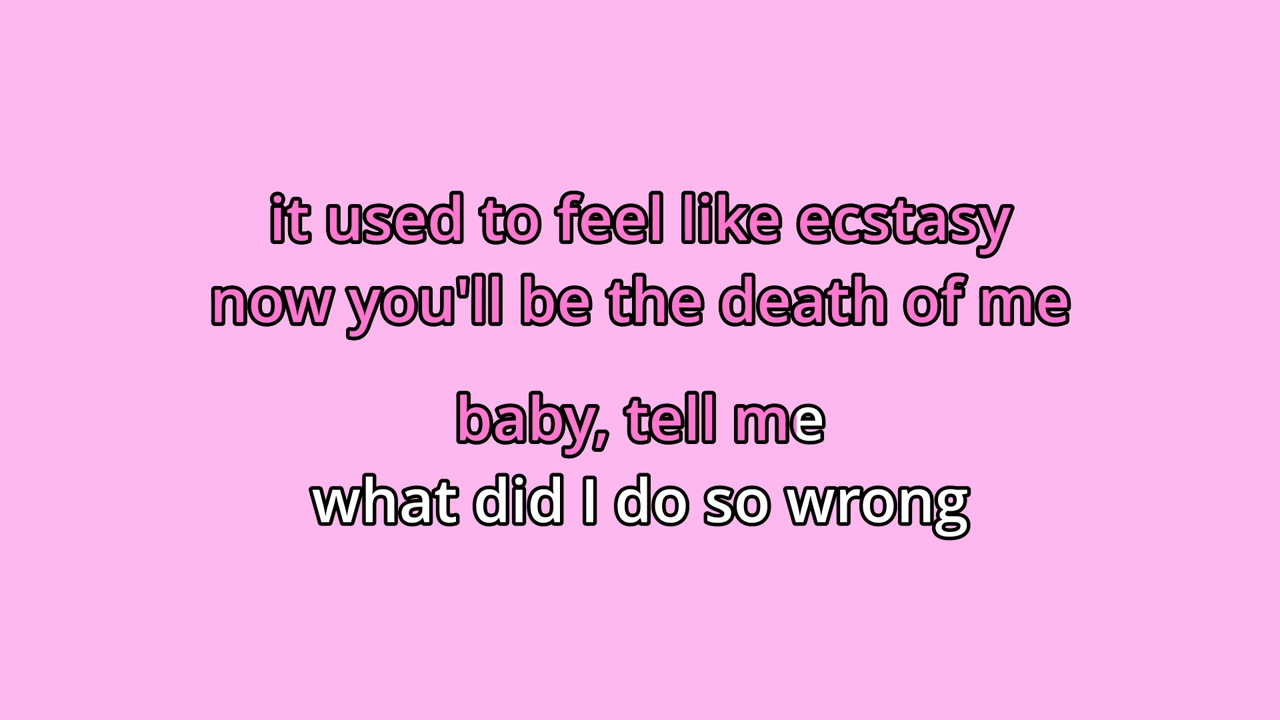 it used to feel like ecstasy
now you'll be the death of me
baby, tell me
what did I do so wrong